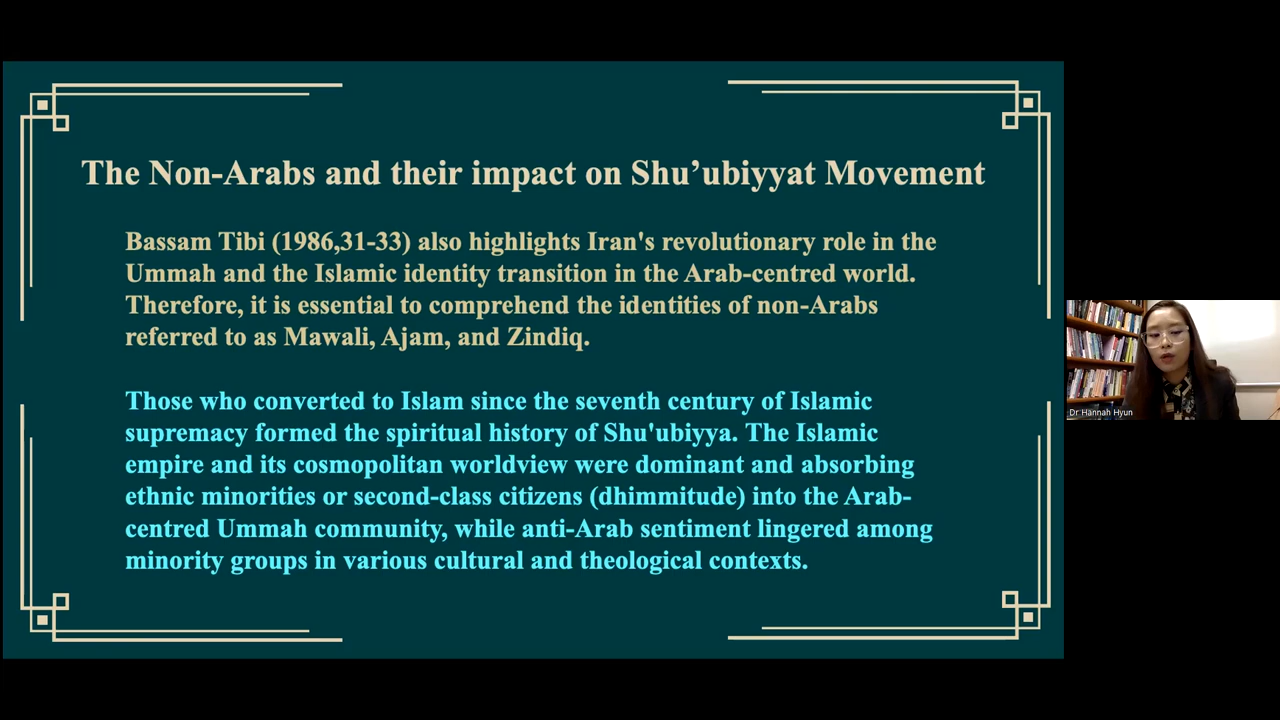 The Non-Arabs and their impact on Shu’ubiyyat Movement
Bassam Tibi (1986,31-33) also highlights Iran's revolutionary role in the
Ummah and the Islamic identity transition in the Arab-centred world.
Therefore, it is essential to comprehend the identities of non-Arabs
referred to as Mawali, Ajam, and Zindiq.
Those who converted to Islam since the seventh century of Islamic
supremacy formed the spiritual history of Shu'ubiyya. The Islamic
empire and its cosmopolitan worldview were dominant and absorbing
ethnic minorities or second-class citizens (dhimmitude) into the Arab-
centred Ummah community, while anti-Arab sentiment lingered among
minority groups in various cultural and theological contexts.
Dr Hannah Hyun